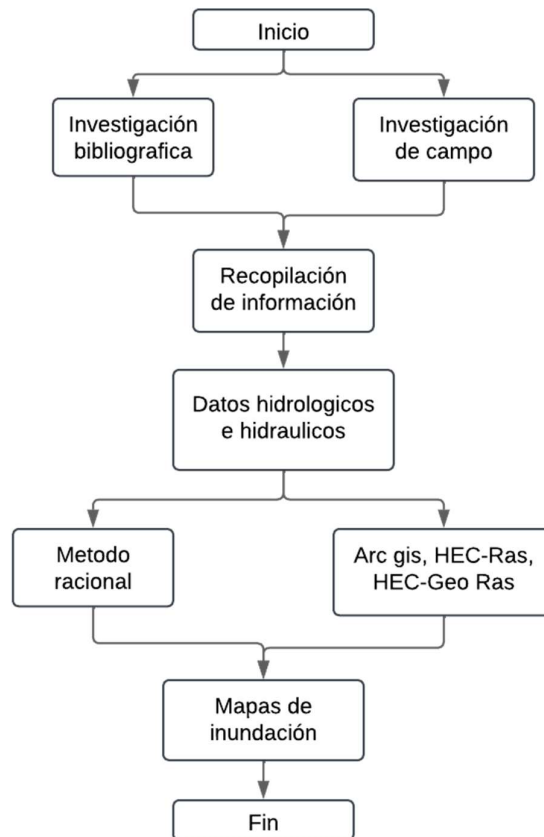 Inicio
Investigación
bibliografica
Investigación
de campo
Recopilación
de información
Datos hidrologicos
e hidraulicos
Metodo
racional
Arc gis, HEC-Ras,
HEC-Geo Ras
Mapas de
inundación
Fin